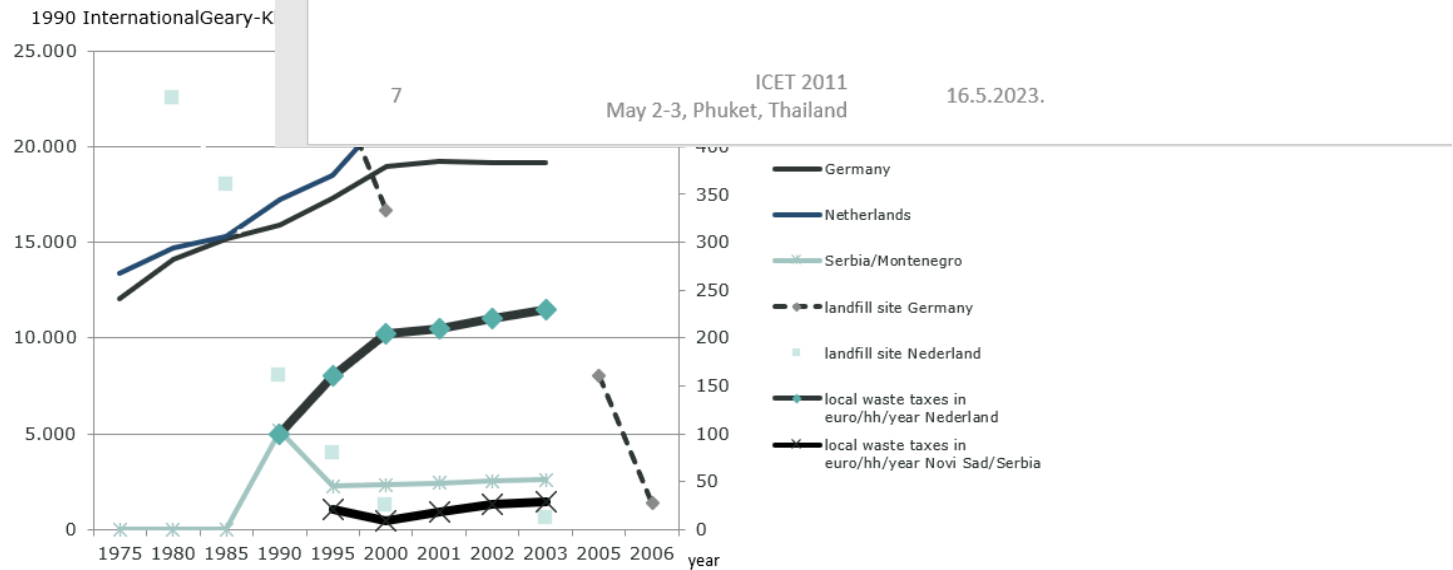 1990 InternationalGeary-K
25.000
20.000
15.000
10.000
5.000
0
7
ICET 2011
May 2-3, Phuket, Thailand
16.5.2023.
400
350
300
250
200
150
100
50
0
1975 1980 1985 1990 1995 2000 2001 2002 2003 2005 2006
year
Germany
Netherlands
Serbia/Montenegro
landfill site Germany
landfill site Nederland
local waste taxes in
euro/hh/year Nederland
local waste taxes in
euro/hh/year Novi Sad/Serbia